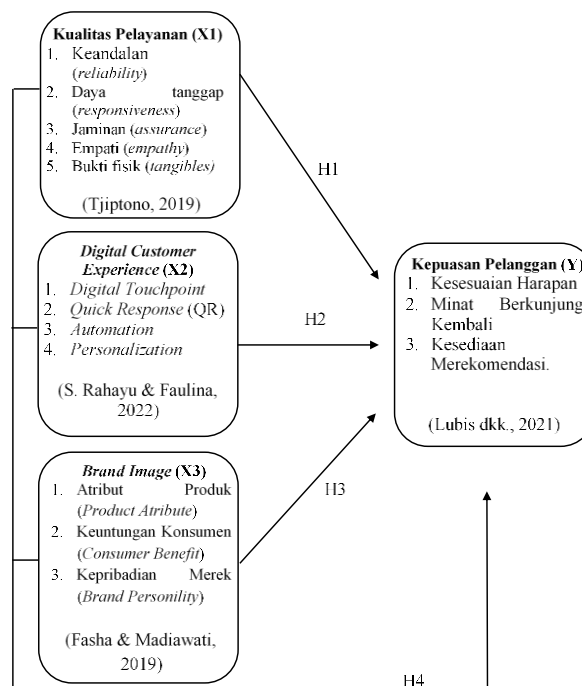 Kualitas Pelayanan (X1)
1. Keandalan
(reliability)
2. Daya tanggap
(responsiveness)
3. Jaminan (assurance)
4. Empati (empathy)
5. Bukti fisik (tangibles)
(Tjiptono, 2019)
H1
Digital Customer
Experience (X2)
1. Digital Touchpoint
2. Quick Response (QR)
3. Automation
4. Personalization
(S. Rahayu & Faulina,
2022)
H2
Kepuasan Pelanggan (Y)
1. Kesesuaian Harapan
2. Minat Berkunjung
Kembali
3. Kesediaan
Merekomendasi.
(Lubis dkk., 2021)
Brand Image (X3)
1. Atribut Produk
(Product Atribute)
2. Keuntungan Konsumen
(Consumer Benefit)
3. Kepribadian Merek
(Brand Personility)
(Fasha & Madiawati,
2019)
H3
H4